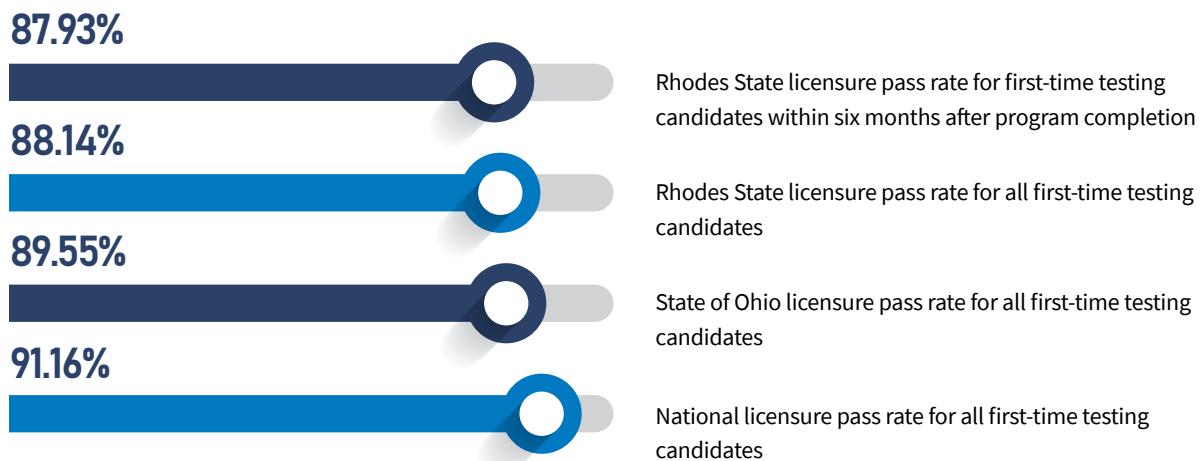 87.93%
Rhodes State licensure pass rate for first-time testing
candidates within six months after program completion
88.14%
Rhodes State licensure pass rate for all first-time testing
candidates
89.55%
State of Ohio licensure pass rate for all first-time testing
candidates
91.16%
National licensure pass rate for all first-time testing
candidates